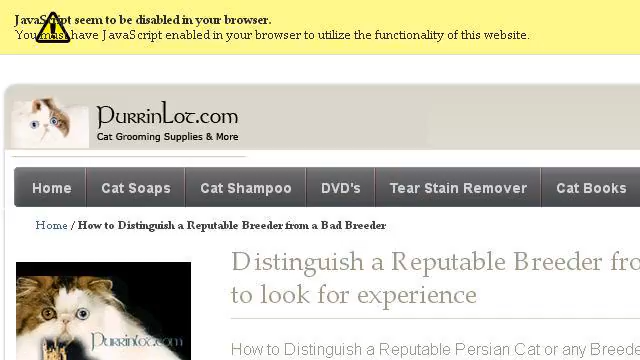 JavaScript seem to be disabled in your browser.
You must have JavaScript enabled in your browser to utilize the functionality of this website.
PurrinLot.com
Cat Grooming Supplies & More
Home Cat Soaps Cat Shampoo DVD's Tear Stain Remover Cat Books
Home / How to Distinguish a Reputable Breeder from a Bad Breeder
Distinguish a Reputable Breeder fro
to look for experience
PurrinLot.com
How to Distinguish a Reputable Persian Cat or any Breede